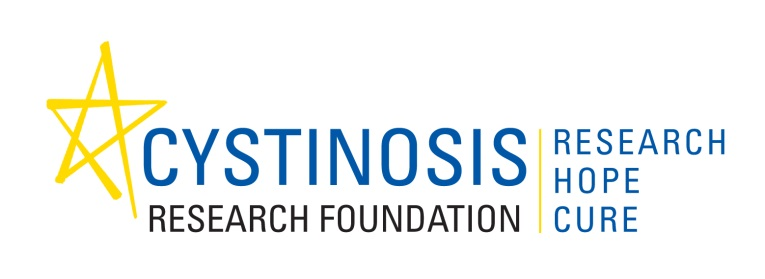 CYSTINOSIS
RESEARCH FOUNDATION
RESEARCH
HOPE
CURE